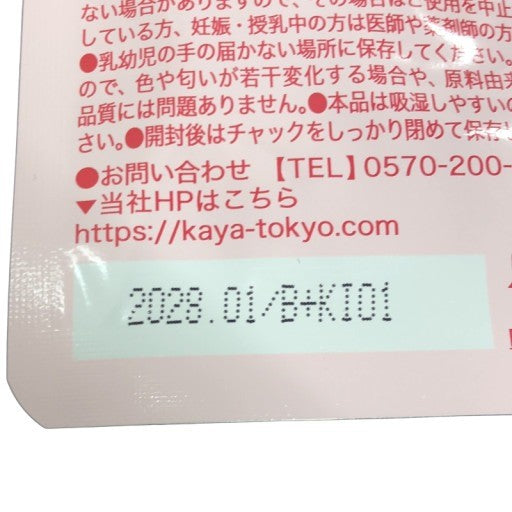 ない場合がありますので、その場合はご使用を中止
している方、妊娠・授乳中の方は医師や薬剤師の方
●乳幼児の手の届かない場所に保存してください。
ので、色や匂いが若干変化する場合や、原料由来
品質には問題ありません。●本品は吸湿しやすいの
さい。●開封後はチャックをしっかり閉めて保存し
●お問い合わせ 【TEL】0570-200-
▼当社HPはこちら
https://kaya-tokyo.com
2028.01/B+KI01